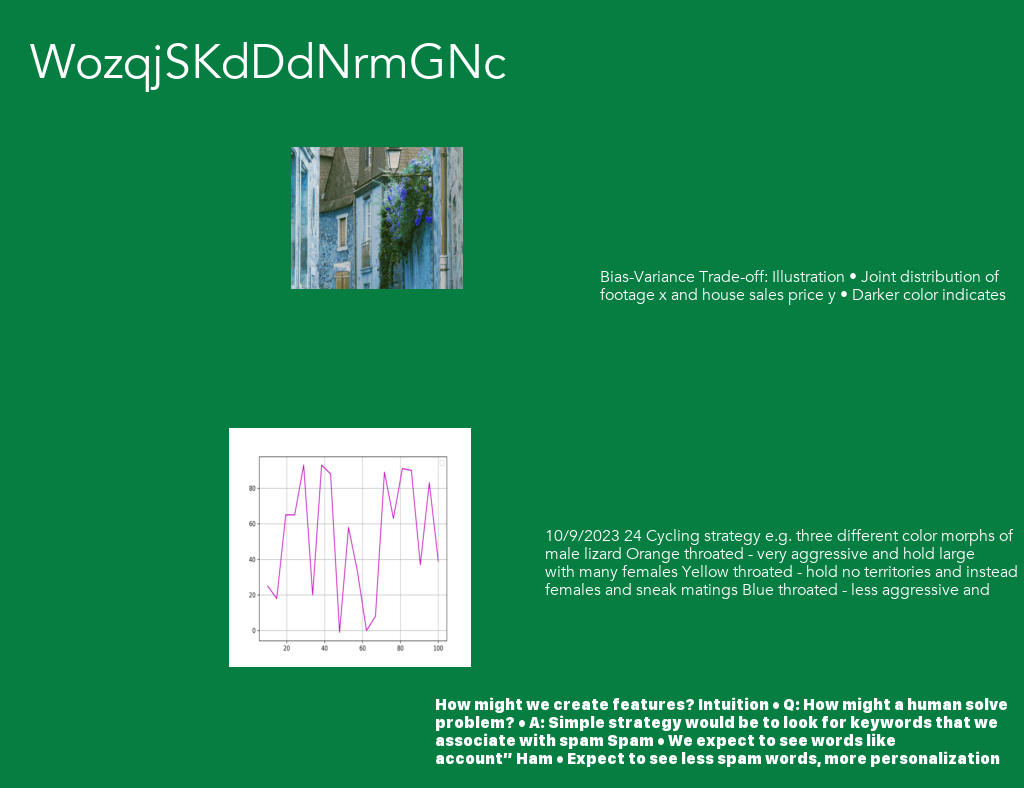 WozqjSKdDdNrmGNc
Bias-Variance Trade-off: Illustration • Joint distribution of
footage x and house sales price y • Darker color indicates
80
60
40
20
0
20 40 60 80 100
10/9/2023 24 Cycling strategy e.g. three different color morphs of
male lizard Orange throated - very aggressive and hold large
with many females Yellow throated - hold no territories and instead
females and sneak matings Blue throated - less aggressive and
How might we create features? Intuition • Q: How might a human solve
problem? • A: Simple strategy would be to look for keywords that we
associate with spam Spam • We expect to see words like
account” Ham • Expect to see less spam words, more personalization